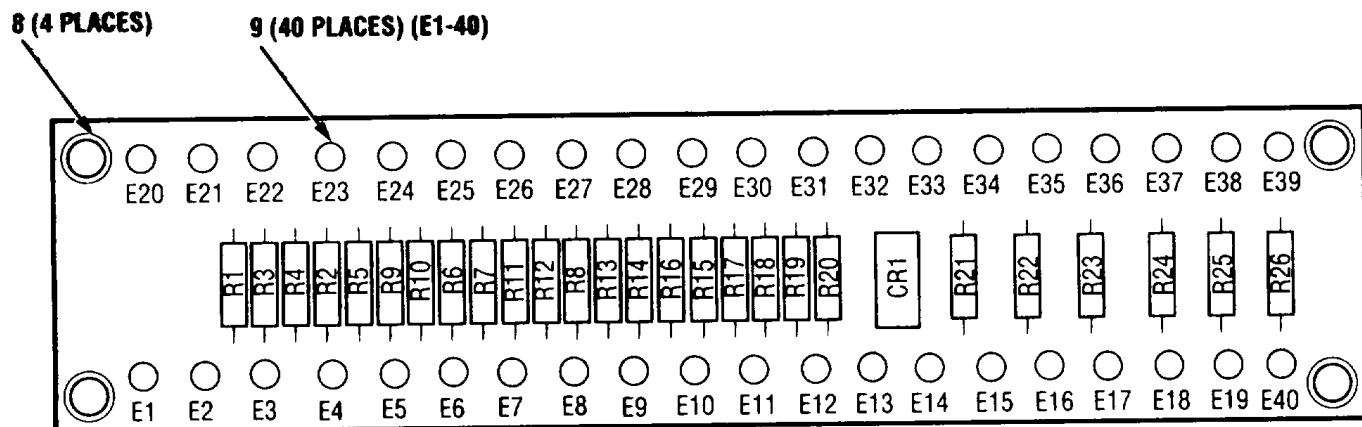 8 (4 PLACES) 9 (40 PLACES) (E1-40)
E20 E21 E22 E23 E24 E25 E26 E27 E28 E29 E30 E31 E32 E33 E34 E35 E36 E37 E38 E39
R1 R3 R4 R2 R5 R9 R10 R6 R7 R11 R12 R8 R13 R14 R16 R15 R17 R18 R19 R20 CR1 R21 R22 R23 R24 R25 R26
E1 E2 E3 E4 E5 E6 E7 E8 E9 E10 E11 E12 E13 E14 E15 E16 E17 E18 E19 E40